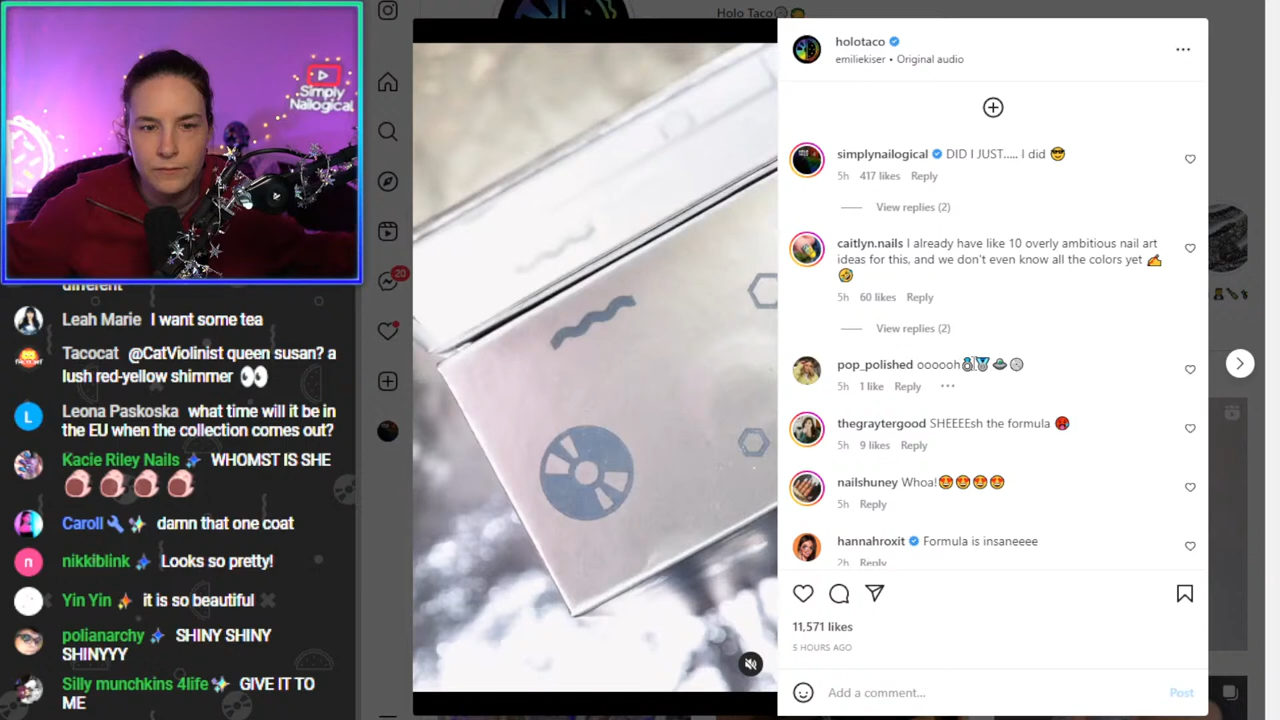 Simply
Nailogical
different
Leah Marie I want some tea
Tacocat @CatViolinist queen susan? a
lush red-yellow shimmer 👀
Leona Paskoska what time will it be in
the EU when the collection comes out?
Kacie Riley Nails WHOMST IS SHE
Caroll damn that one coat
nikkiblink Looks so pretty!
Yin Yin it is so beautiful
polianarchy SHINY SHINY
SHINYYY
Silly munchkins 4life GIVE IT TO
ME
20
Holo Taco
holotaco
emiliekiser • Original audio
simplynailogical DID I JUST..... I did 😎
5h 417 likes Reply
View replies (2)
caitlyn.nails I already have like 10 overly ambitious nail art
ideas for this, and we don't even know all the colors yet ✍️
🤣
5h 60 likes Reply
View replies (2)
pop_polished oooooh
5h 1 like Reply •••
thegraytergood SHEEEEsh the formula 🥵
5h 9 likes Reply
nailshuney Whoa!😍😍😍😍
5h Reply
hannahroxit Formula is insaneeee
2h Reply
11,571 likes
5 HOURS AGO
Add a comment...
Post